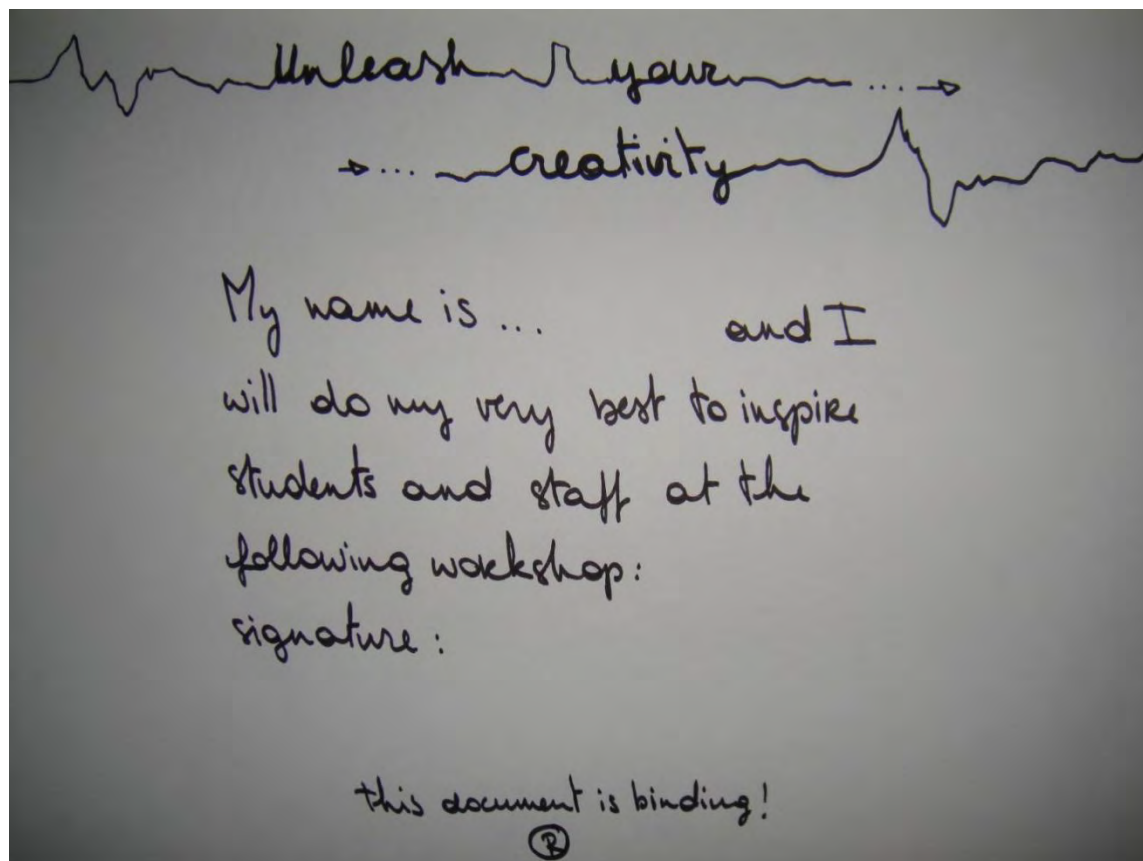 Unleash your ...
... creativity
My name is ... and I
will do my very best to inspire
students and staff at the
following workshop:
signature:
this document is binding!
®